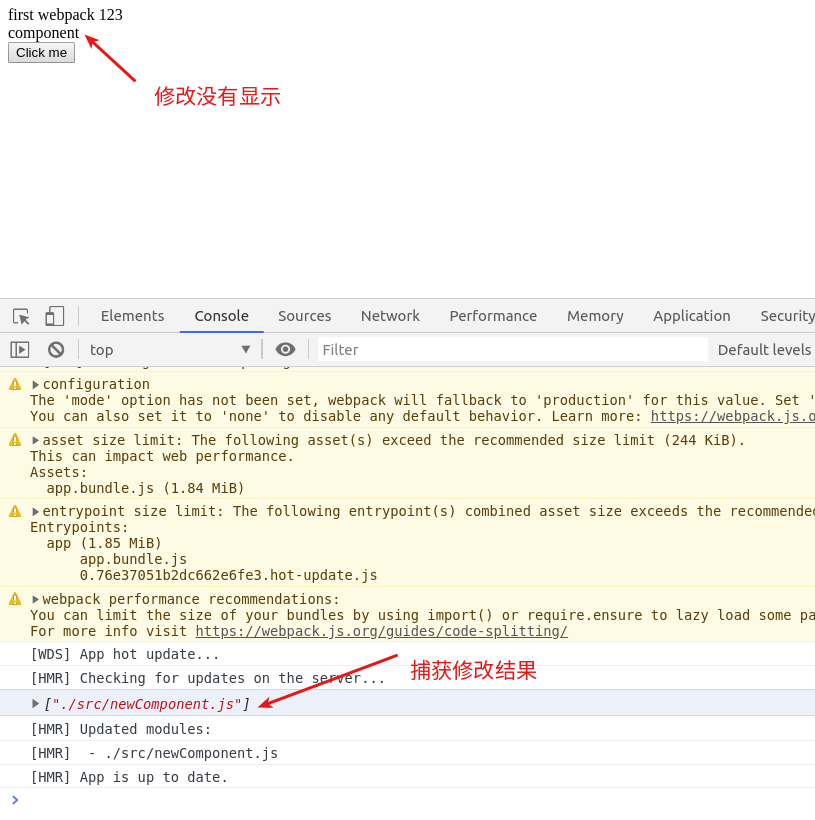 first webpack 123
component
Click me
修改没有显示
Elements Console Sources Network Performance Memory Application Security
top Filter Default levels
configuration
The 'mode' option has not been set, webpack will fallback to 'production' for this value. Set '
You can also set it to 'none' to disable any default behavior. Learn more: https://webpack.js.o
asset size limit: The following asset(s) exceed the recommended size limit (244 KiB).
This can impact web performance.
Assets:
app.bundle.js (1.84 MiB)
entrypoint size limit: The following entrypoint(s) combined asset size exceeds the recommended
Entrypoints:
app (1.85 MiB)
app.bundle.js
0.76e37051b2dc662e6fe3.hot-update.js
webpack performance recommendations:
You can limit the size of your bundles by using import() or require.ensure to lazy load some pa
For more info visit https://webpack.js.org/guides/code-splitting/
[WDS] App hot update...
[HMR] Checking for updates on the server...
捕获修改结果
["./src/newComponent.js"]
[HMR] Updated modules:
[HMR]  - ./src/newComponent.js
[HMR] App is up to date.